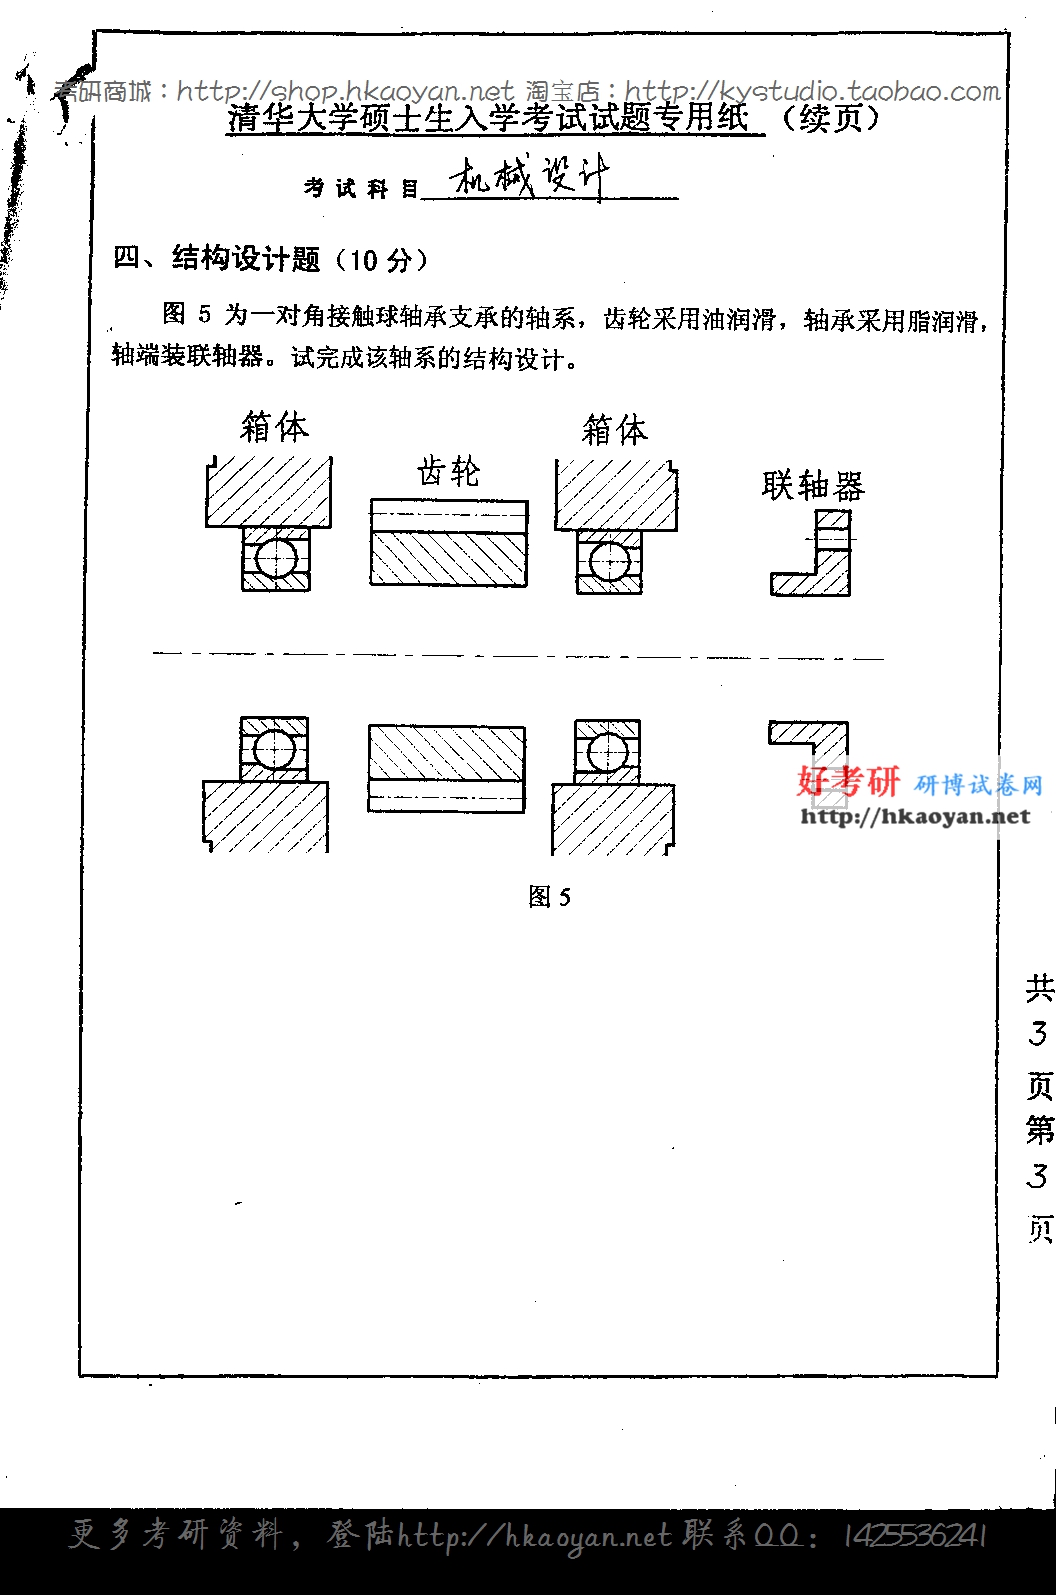 考研商城：http://shop.hkaoyan.net 淘宝店：http://kystudio.taobao.com
清华大学硕士生入学考试试题专用纸 （续页）
考试科目 机械设计
四、结构设计题（10 分）
图 5 为一对角接触球轴承支承的轴系，齿轮采用油润滑，轴承采用脂润滑，
轴端装联轴器。试完成该轴系的结构设计。
箱体
箱体
齿轮
联轴器
好考研 研博试卷网
http://hkaoyan.net
图 5
共
3
页
第
3
页
更多考研资料，登陆http://hkaoyan.net 联系QQ：1425536241